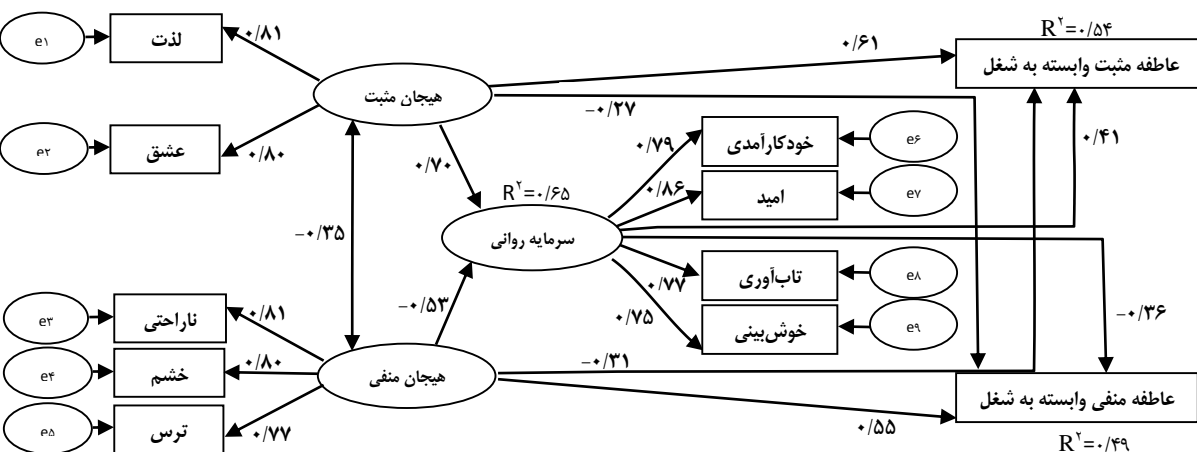 R۲=۰/۵۴
e۱
لذت
۰/۸۱
۰/۶۱
عاطفه مثبت وابسته به شغل
هیجان مثبت
−۰/۲۷
e۲
عشق
۰/۸۰
۰/۷۹
خودکارآمدی
e۶
۰/۴۱
۰/۷۰
R۲=۰/۶۵
۰/۸۶
امید
e۷
−۰/۳۵
سرمایه روانی
تاب‌آوری
e۸
۰/۷۷
e۳
ناراحتی
۰/۸۱
−۰/۵۳
۰/۷۵
خوش‌بینی
e۹
−۰/۳۶
e۴
خشم
۰/۸۰
هیجان منفی
−۰/۳۱
عاطفه منفی وابسته به شغل
e۵
ترس
۰/۷۷
۰/۵۵
R۲=۰/۴۹